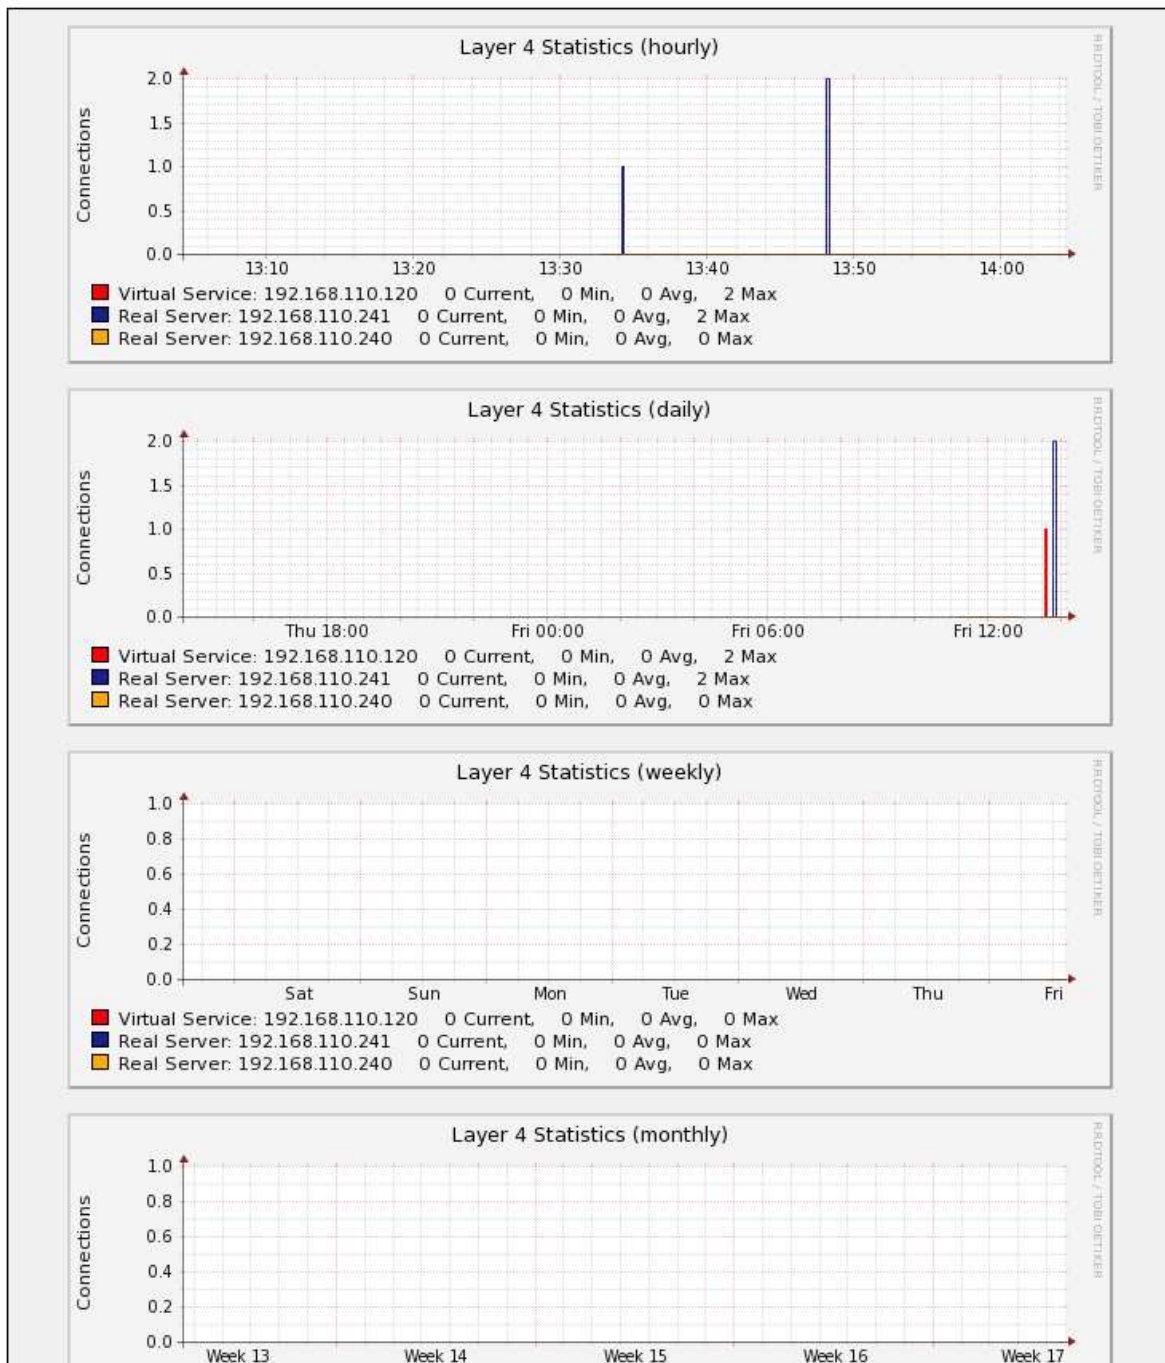 Layer 4 Statistics (hourly)
RRDTOOL / TOBI OETIKER
Connections
2.0
1.5
1.0
0.5
0.0
13:10 13:20 13:30 13:40 13:50 14:00
Virtual Service: 192.168.110.120 0 Current, 0 Min, 0 Avg, 2 Max
Real Server: 192.168.110.241 0 Current, 0 Min, 0 Avg, 2 Max
Real Server: 192.168.110.240 0 Current, 0 Min, 0 Avg, 0 Max
Layer 4 Statistics (daily)
RRDTOOL / TOBI OETIKER
Connections
2.0
1.5
1.0
0.5
0.0
Thu 18:00 Fri 00:00 Fri 06:00 Fri 12:00
Virtual Service: 192.168.110.120 0 Current, 0 Min, 0 Avg, 2 Max
Real Server: 192.168.110.241 0 Current, 0 Min, 0 Avg, 2 Max
Real Server: 192.168.110.240 0 Current, 0 Min, 0 Avg, 0 Max
Layer 4 Statistics (weekly)
RRDTOOL / TOBI OETIKER
Connections
1.0
0.8
0.6
0.4
0.2
0.0
Sat Sun Mon Tue Wed Thu Fri
Virtual Service: 192.168.110.120 0 Current, 0 Min, 0 Avg, 0 Max
Real Server: 192.168.110.241 0 Current, 0 Min, 0 Avg, 0 Max
Real Server: 192.168.110.240 0 Current, 0 Min, 0 Avg, 0 Max
Layer 4 Statistics (monthly)
RRDTOOL / TOBI OETIKER
Connections
1.0
0.8
0.6
0.4
0.2
0.0
Week 13 Week 14 Week 15 Week 16 Week 17